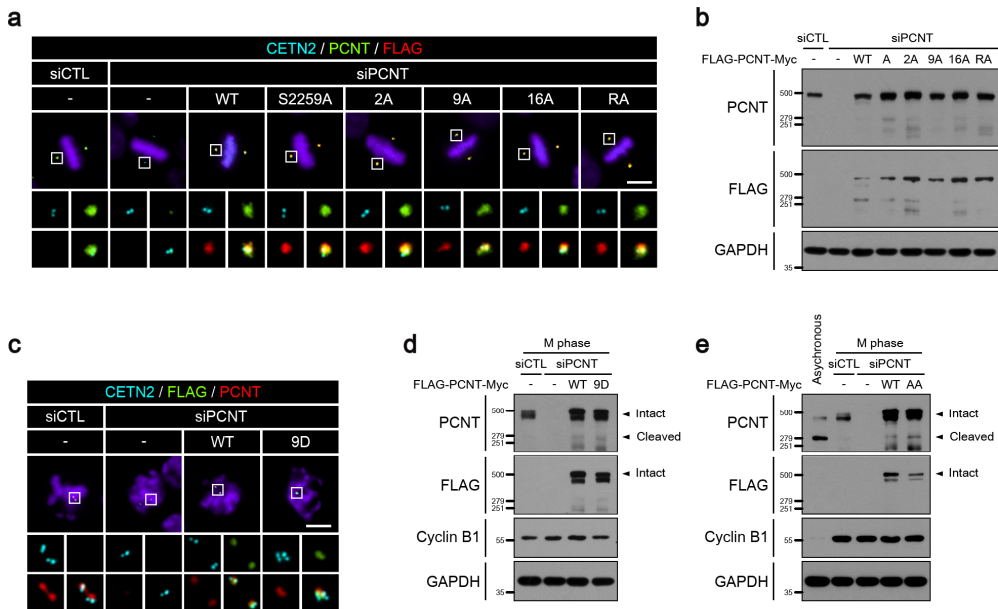 a
CETN2 / PCNT / FLAG
siCTL siPCNT
- - WT S2259A 2A 9A 16A RA
b
siCTL siPCNT
FLAG-PCNT-Myc - - WT A 2A 9A 16A RA
PCNT 500 279 251
FLAG 500 279 251
GAPDH 35
c
CETN2 / FLAG / PCNT
siCTL siPCNT
- - WT 9D
d
M phase
siCTL siPCNT
FLAG-PCNT-Myc - - WT 9D
PCNT 500 279 251 Intact Cleaved
FLAG 500 279 251 Intact
Cyclin B1 55
GAPDH 35
e
Asychronous
M phase
siCTL siPCNT
FLAG-PCNT-Myc - - WT AA
PCNT 500 279 251 Intact Cleaved
FLAG 500 279 251 Intact
Cyclin B1 55
GAPDH 35